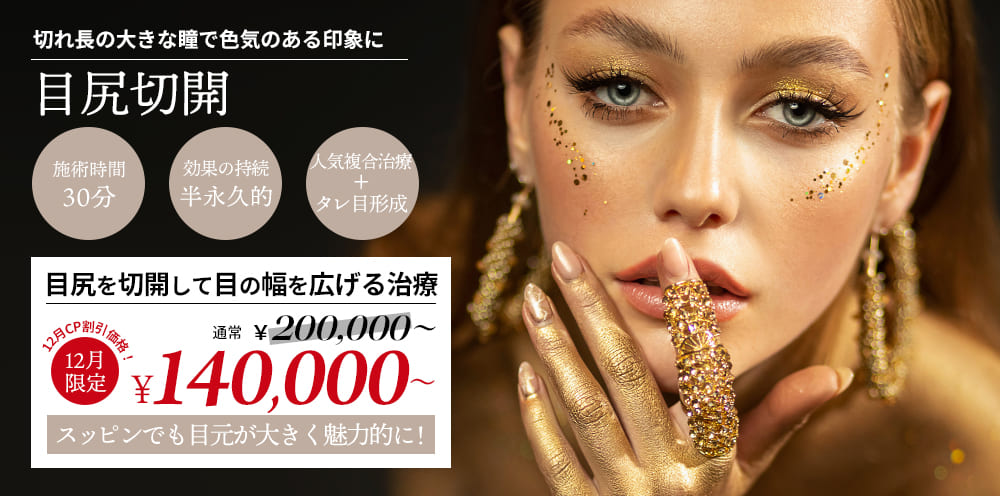 切れ長の大きな瞳で色気のある印象に
目尻切開
施術時間
30分
効果の持続
半永久的
人気複合治療
+
タレ目形成
目尻を切開して目の幅を広げる治療
12月CP割引価格!
12月
限定
通常 ¥200,000~
¥140,000~
スッピンでも目元が大きく魅力的に!